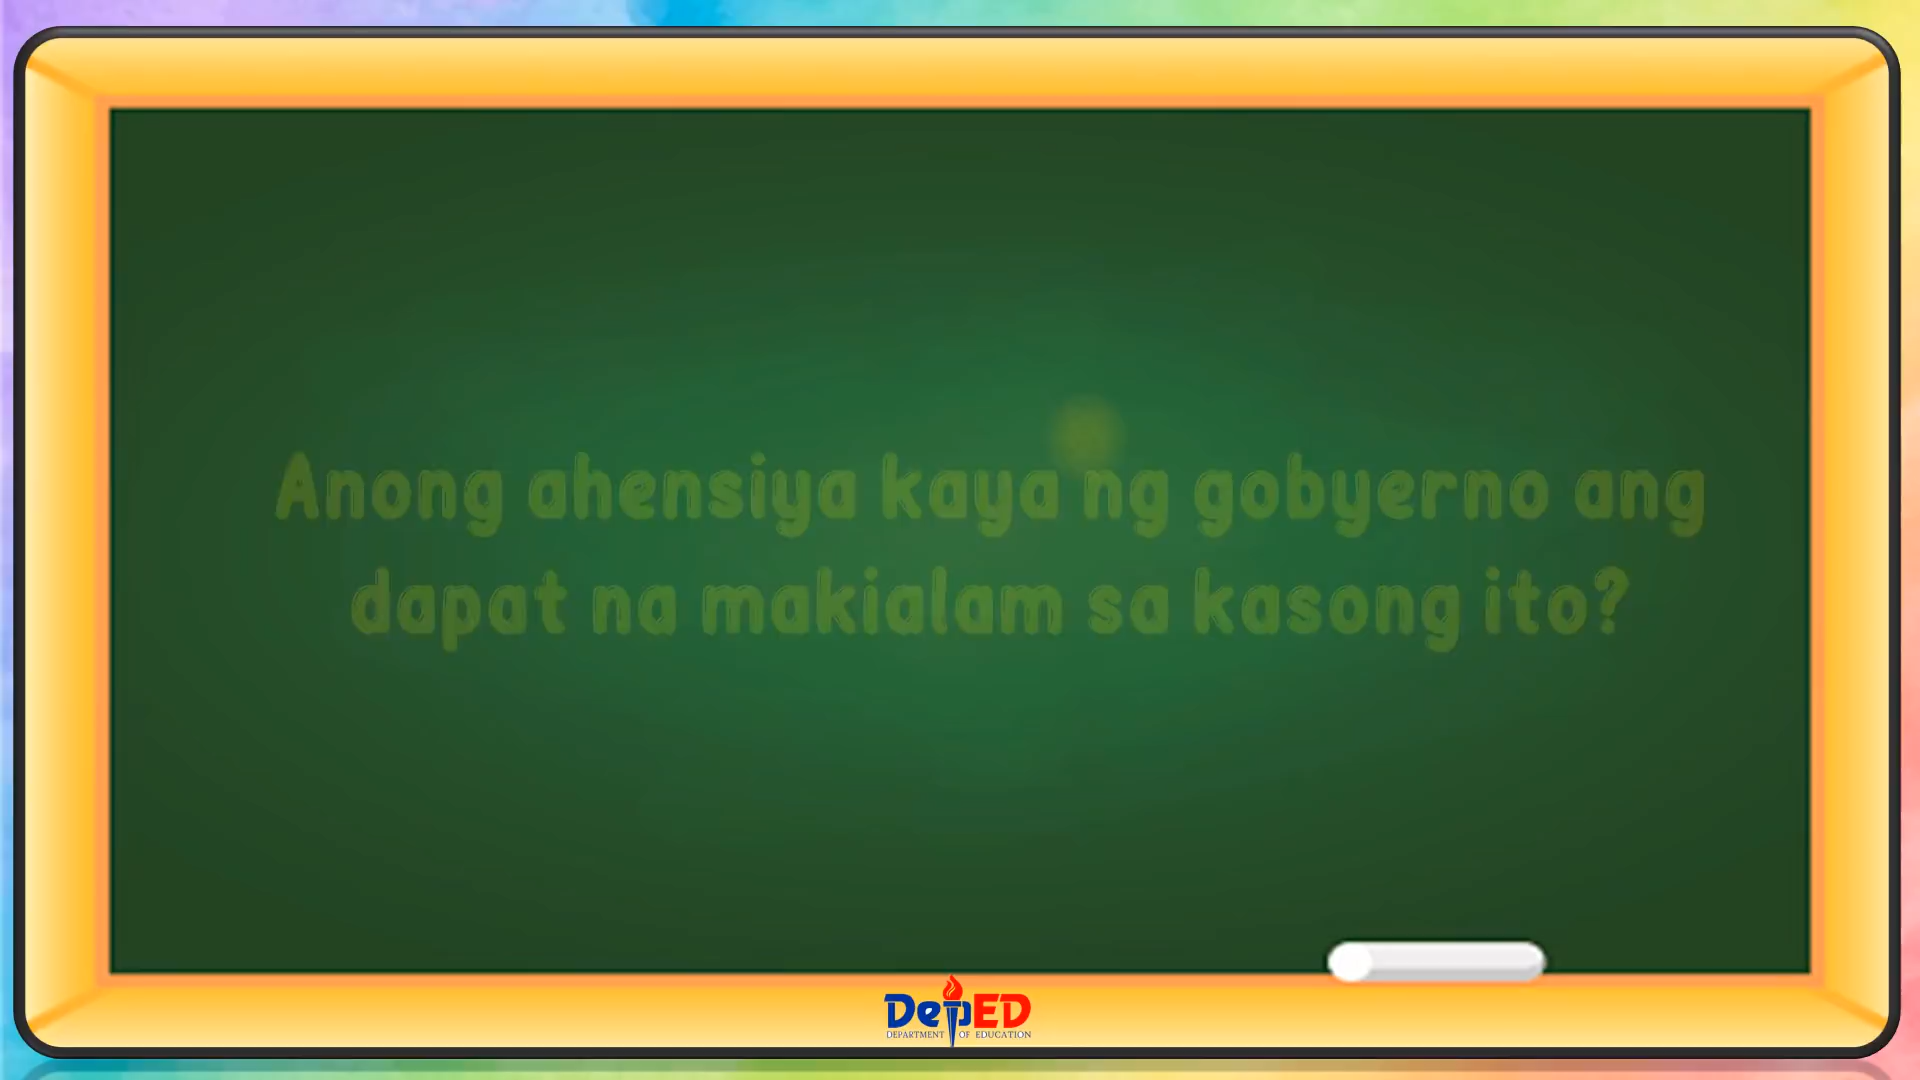 Anong ahensiya kaya ng gobyerno ang
dapat na makialam sa kasong ito?
DepED
DEPARTMENT OF EDUCATION